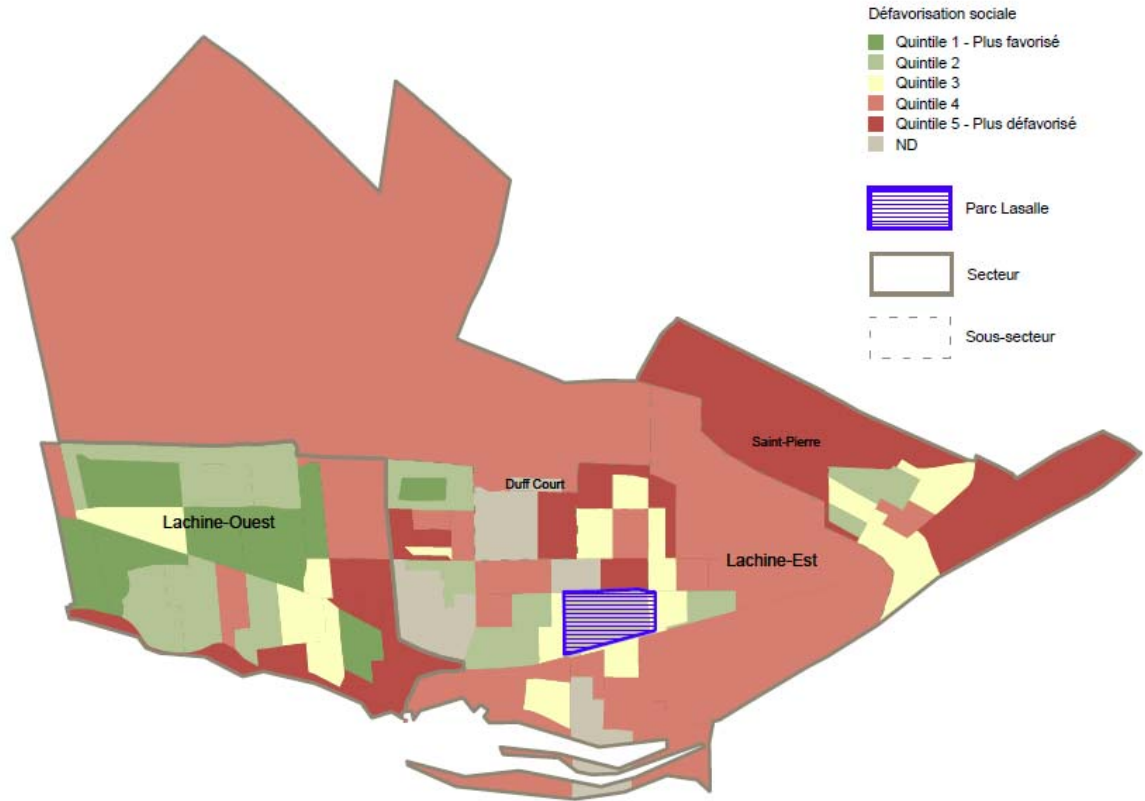 Défavorisation sociale
Quintile 1 - Plus favorisé
Quintile 2
Quintile 3
Quintile 4
Quintile 5 - Plus défavorisé
ND
Parc Lasalle
Secteur
Sous-secteur
Saint-Pierre
Duff Court
Lachine-Ouest
Lachine-Est